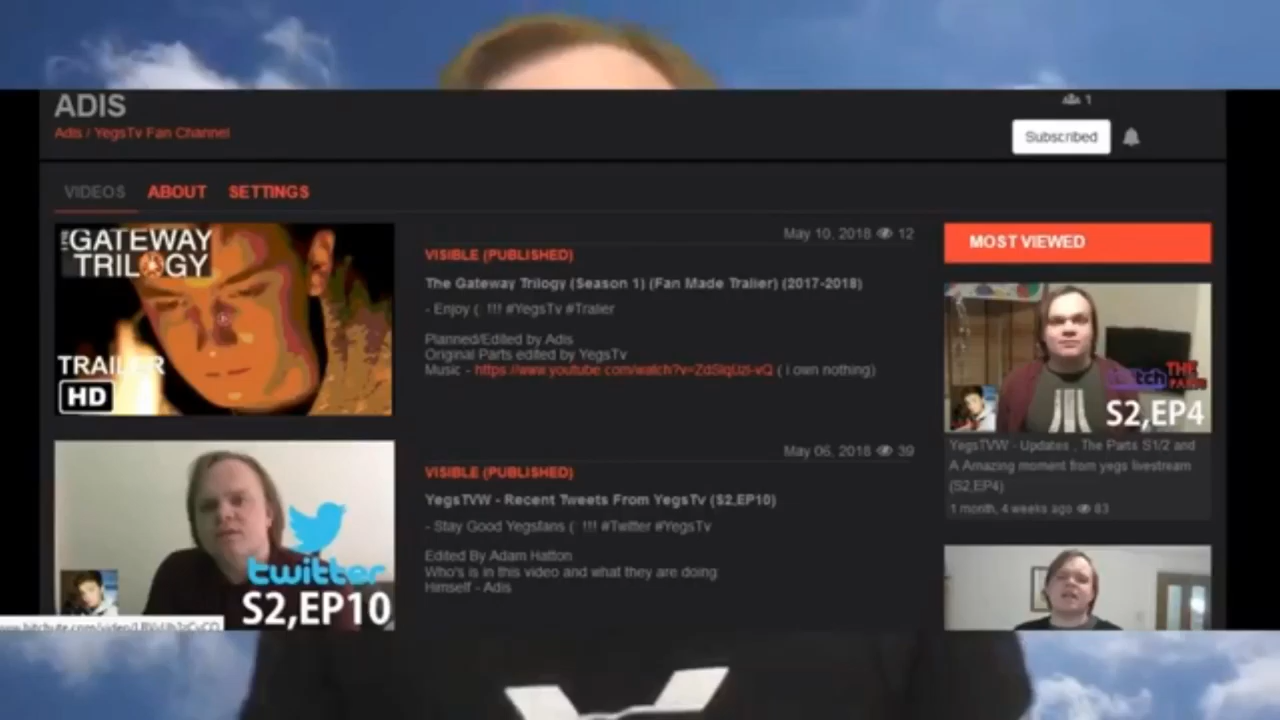 ADIS
Adis / YegsTv Fan Channel
1
Subscribed
VIDEOS ABOUT SETTINGS
THE GATEWAY
TRILOGY
TRAILER
HD
May 10, 2018 12
VISIBLE (PUBLISHED)
The Gateway Trilogy (Season 1) (Fan Made Tralier) (2017-2018)
- Enjoy (: !!! #YegsTv #Tralier
Planned/Edited by Adis
Original Parts edited by YegsTv
Music - ( i own nothing)
twitter
S2,EP10
May 06, 2018 39
VISIBLE (PUBLISHED)
YegsTVW - Recent Tweets From YegsTv (S2,EP10)
- Stay Good Yegsfans (: !!! #Twitter #YegsTv
Edited By Adam Hatton
Who's is in this video and what they are doing:
Himself - Adis
MOST VIEWED
twitch THE
PARTS
S2,EP4
YegsTVW - Updates , The Parts S1/2 and
A Amazing moment from yegs livestream
(S2,EP4)
1 month, 4 weeks ago 83